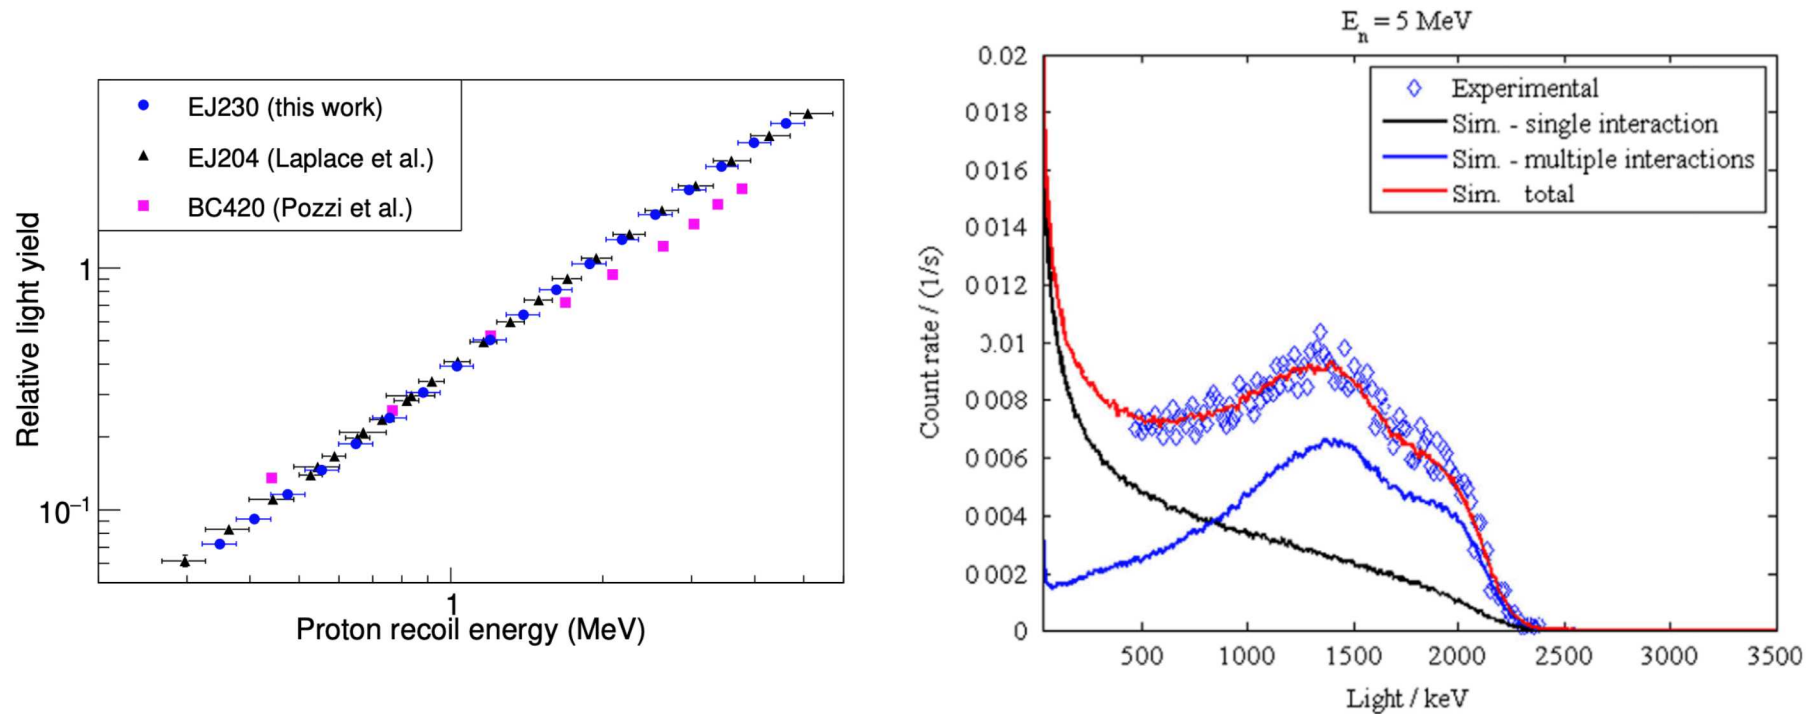 EJ230 (this work)
EJ204 (Laplace et al.)
BC420 (Pozzi et al.)
Relative light yield
1
10⁻¹
1
Proton recoil energy (MeV)
Eₙ = 5 MeV
Experimental
Sim. - single interaction
Sim. - multiple interactions
Sim. total
Count rate / (1/s)
0.02
0 018
0 016
0 014
0 012
0.01
0 008
0 006
0 004
0 002
0
500 1000 1500 2000 2500 3000 3500
Light / keV